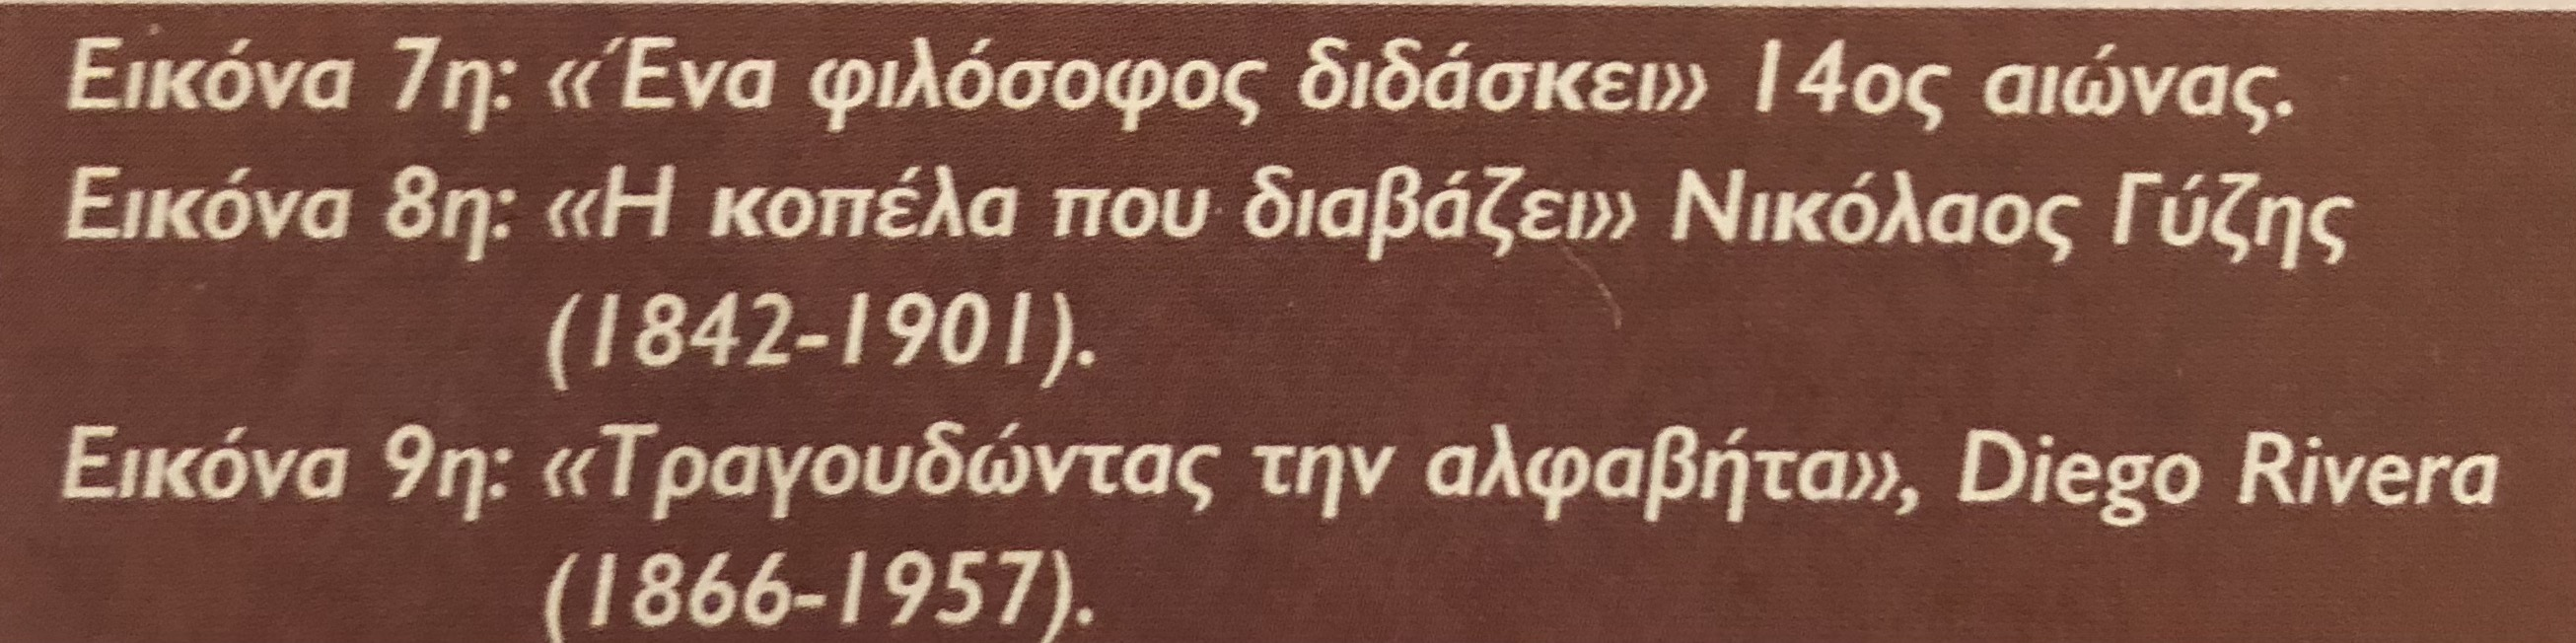 Εικόνα 7η: «Ένα φιλόσοφος διδάσκει» 14ος αιώνας.
Εικόνα 8η: «Η κοπέλα που διαβάζει» Νικόλαος Γύζης
(1842-1901).
Εικόνα 9η: «Τραγουδώντας την αλφαβήτα», Diego Rivera
(1866-1957).